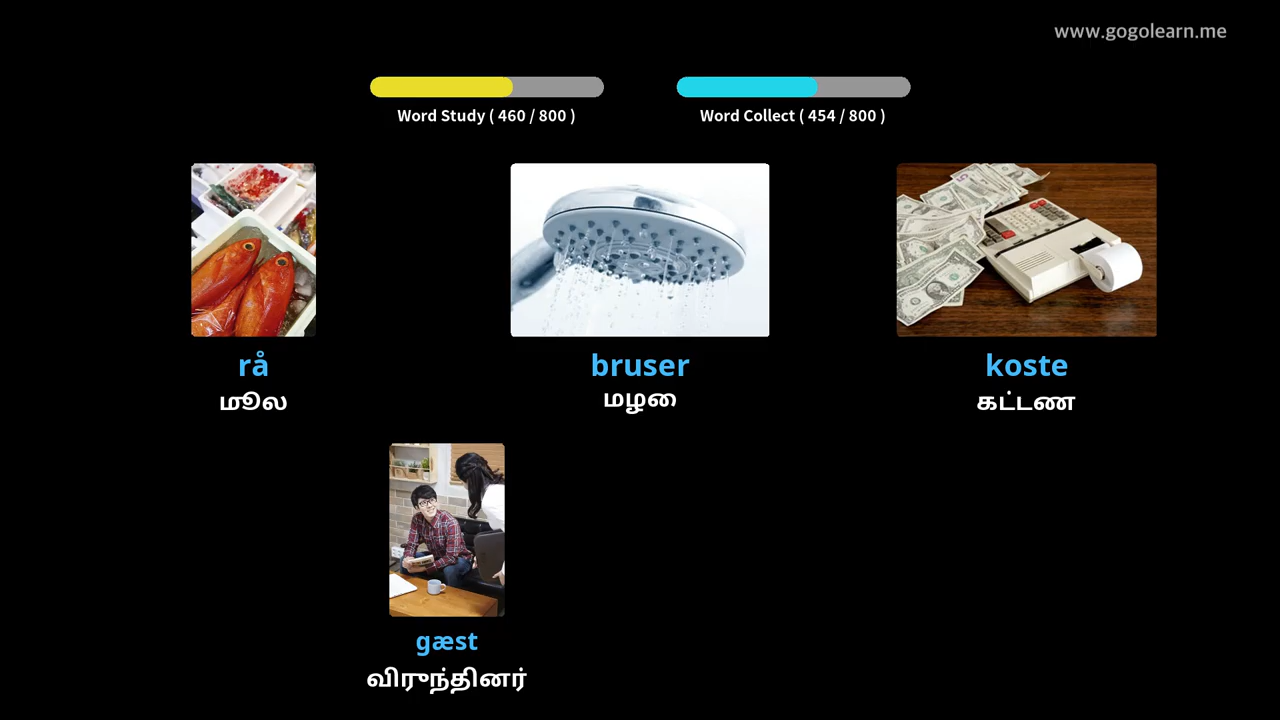 www.gogolearn.me
Word Study ( 460 / 800 )
Word Collect ( 454 / 800 )
rå
bruser
koste
மூல
மழை
கட்டண
gæst
விருந்தினர்